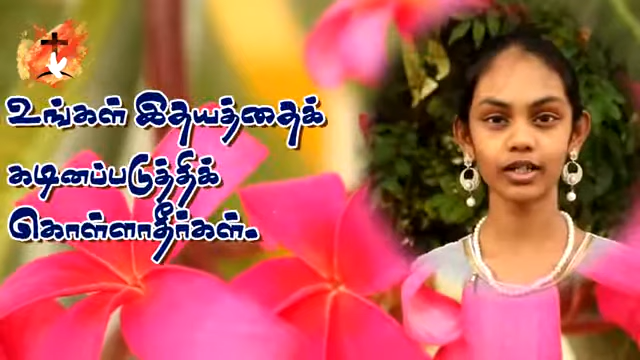 உங்கள் இதயத்தைக்
கடினப்படுத்திக்
கொள்ளாதீர்கள்.